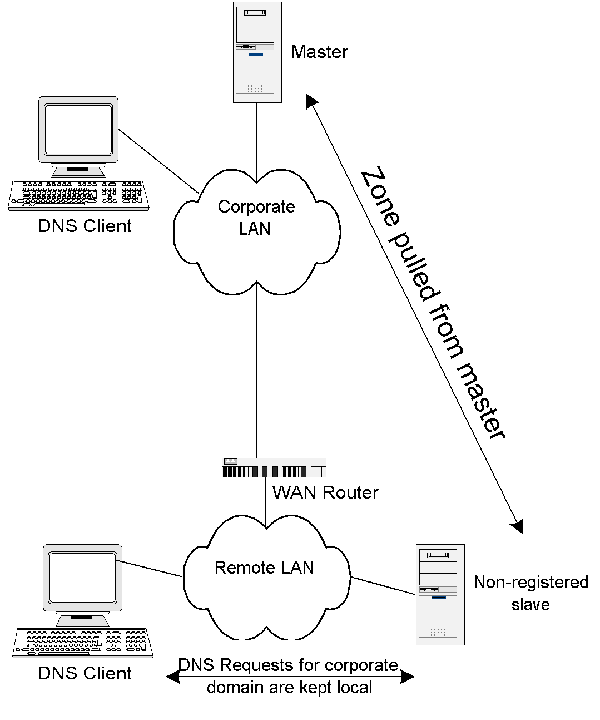 Master
DNS Client
Corporate
LAN
Zone pulled from master
WAN Router
Remote LAN
Non-registered
slave
DNS Client
DNS Requests for corporate
domain are kept local